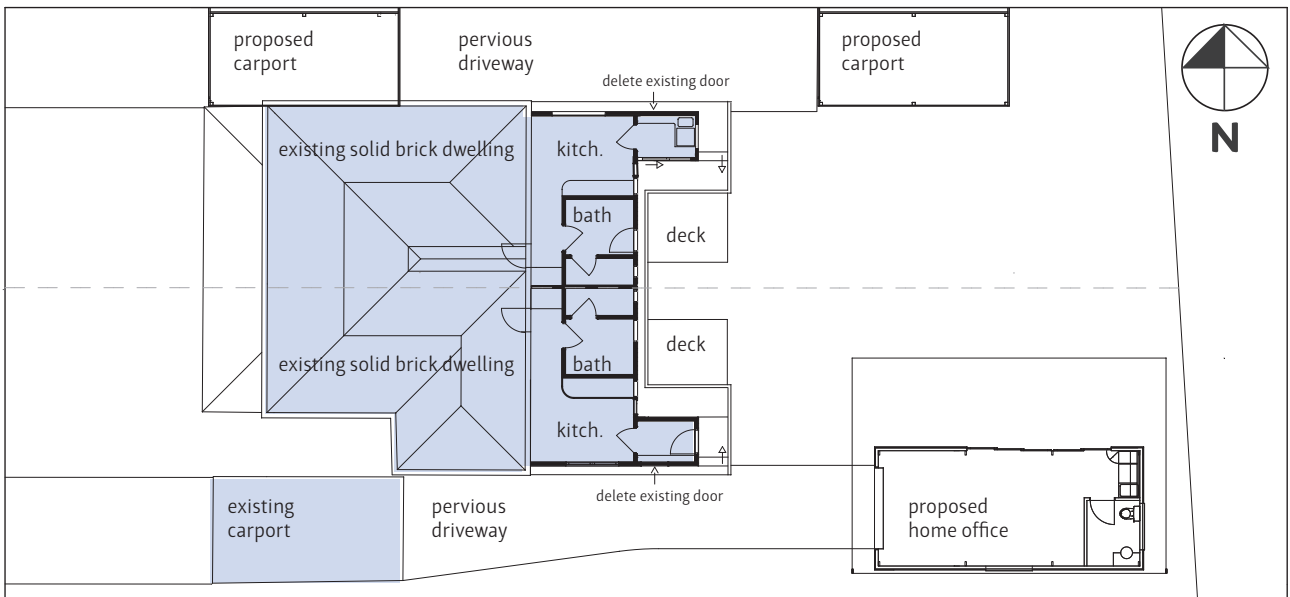 proposed
carport
pervious
driveway
proposed
carport
delete existing door
N
existing solid brick dwelling
kitch.
bath
deck
deck
existing solid brick dwelling
bath
kitch.
existing
carport
pervious
driveway
delete existing door
proposed
home office